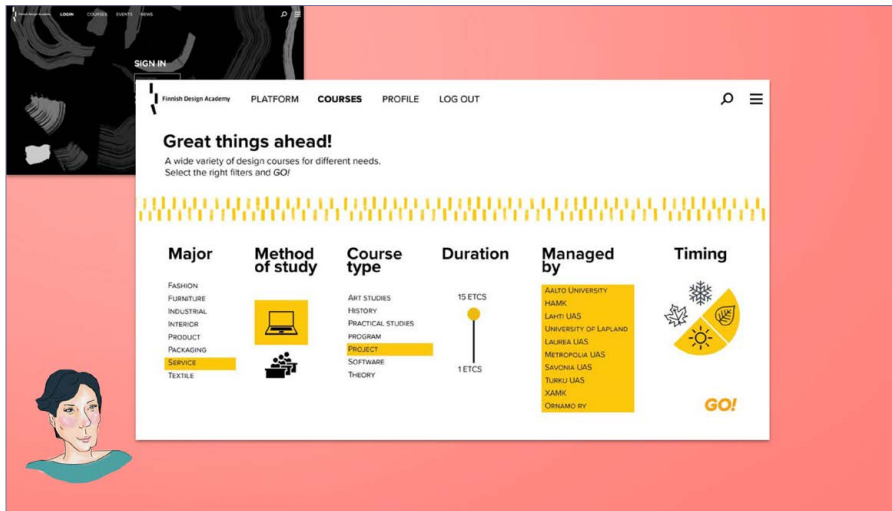 LOGIN COURSES EVENTS NEWS
SIGN IN
Finnish Design Academy PLATFORM COURSES PROFILE LOG OUT
Great things ahead!
A wide variety of design courses for different needs.
Select the right filters and GO!
Major
FASHION
FURNITURE
INDUSTRIAL
INTERIOR
PRODUCT
PACKAGING
SERVICE
TEXTILE
Method
of study
Course
type
ART STUDIES
HISTORY
PRACTICAL STUDIES
PROGRAM
PROJECT
SOFTWARE
THEORY
Duration
15 ETCS
1 ETCS
Managed
by
AALTO UNIVERSITY
HAMK
LAHTI UAS
UNIVERSITY OF LAPLAND
LAUREA UAS
METROPOLIA UAS
SAVONIA UAS
TURKU UAS
XAMK
ORNAMO RY
Timing
GO!